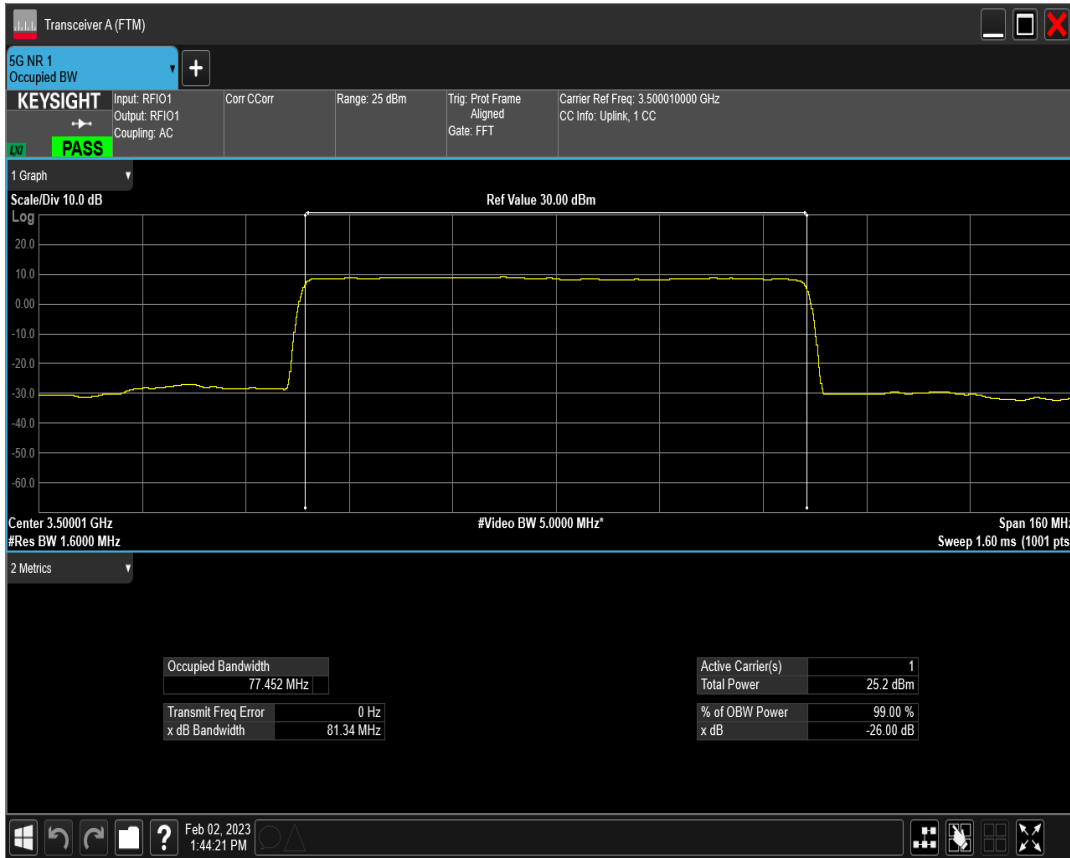 Transceiver A (FTM)
5G NR 1
Occupied BW
+
KEYSIGHT
LXI
PASS
Input: RFIO1
Output: RFIO1
Coupling: AC
Corr CCorr
Range: 25 dBm
Trig: Prot Frame
Aligned
Gate: FFT
Carrier Ref Freq: 3.500010000 GHz
CC Info: Uplink, 1 CC
1 Graph
Scale/Div 10.0 dB
Ref Value 30.00 dBm
Log
20.0
10.0
0.00
-10.0
-20.0
-30.0
-40.0
-50.0
-60.0
Center 3.50001 GHz
#Video BW 5.0000 MHz*
Span 160 MHz
#Res BW 1.6000 MHz
Sweep 1.60 ms (1001 pts
2 Metrics
Occupied Bandwidth
77.452 MHz
Transmit Freq Error 0 Hz
x dB Bandwidth 81.34 MHz
Active Carrier(s) 1
Total Power 25.2 dBm
% of OBW Power 99.00 %
x dB -26.00 dB
?
Feb 02, 2023
1:44:21 PM